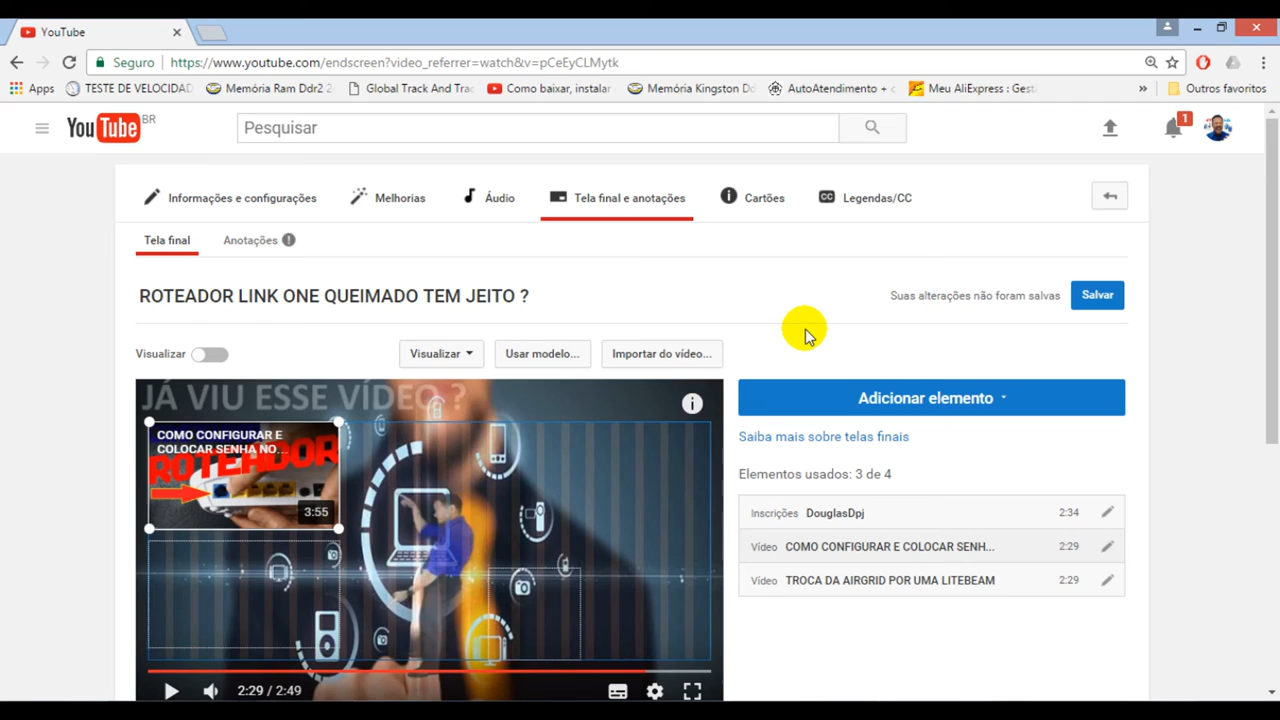 YouTube
Seguro
https://www.youtube.com/endscreen?video_referrer=watch&v=pCeEyCLMytk
Apps
TESTE DE VELOCIDAD
Memória Ram Ddr2 2
Global Track And Trac
Como baixar, instalar
Memória Kingston Do
AutoAtendimento + c
Meu AliExpress : Gest
»
Outros favoritos
YouTube BR
Pesquisar
1
Informações e configurações
Melhorias
Áudio
Tela final e anotações
Cartões
CC Legendas/CC
Tela final
Anotações
ROTEADOR LINK ONE QUEIMADO TEM JEITO ?
Suas alterações não foram salvas
Salvar
Visualizar
Visualizar
Usar modelo...
Importar do vídeo...
JÁ VIU ESSE VÍDEO ?
COMO CONFIGURAR E
COLOCAR SENHA NO...
ROTEADOR
3:55
2:29 / 2:49
Adicionar elemento
Saiba mais sobre telas finais
Elementos usados: 3 de 4
Inscrições DouglasDpj 2:34
Vídeo COMO CONFIGURAR E COLOCAR SENH... 2:29
Vídeo TROCA DA AIRGRID POR UMA LITEBEAM 2:29